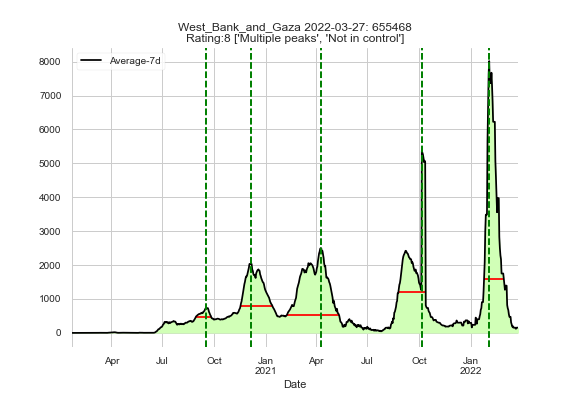 West_Bank_and_Gaza 2022-03-27: 655468
Rating:8 ['Multiple peaks', 'Not in control']
Average-7d
8000
7000
6000
5000
4000
3000
2000
1000
0
Apr Jul Oct Jan Apr Jul Oct Jan
2021 2022
Date